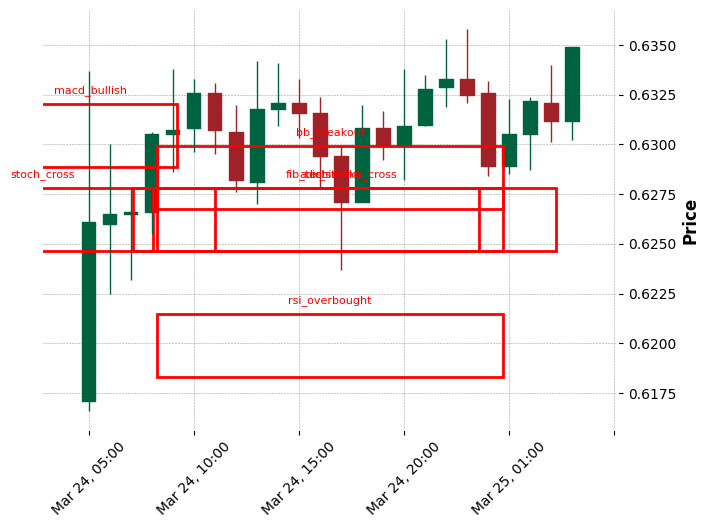 macd_bullish
stoch_cross
rsi_overbought
0.6350
0.6325
0.6300
0.6275
0.6250
0.6225
0.6200
0.6175
Price
Mar 24, 05:00
Mar 24, 10:00
Mar 24, 15:00
Mar 24, 20:00
Mar 25, 01:00